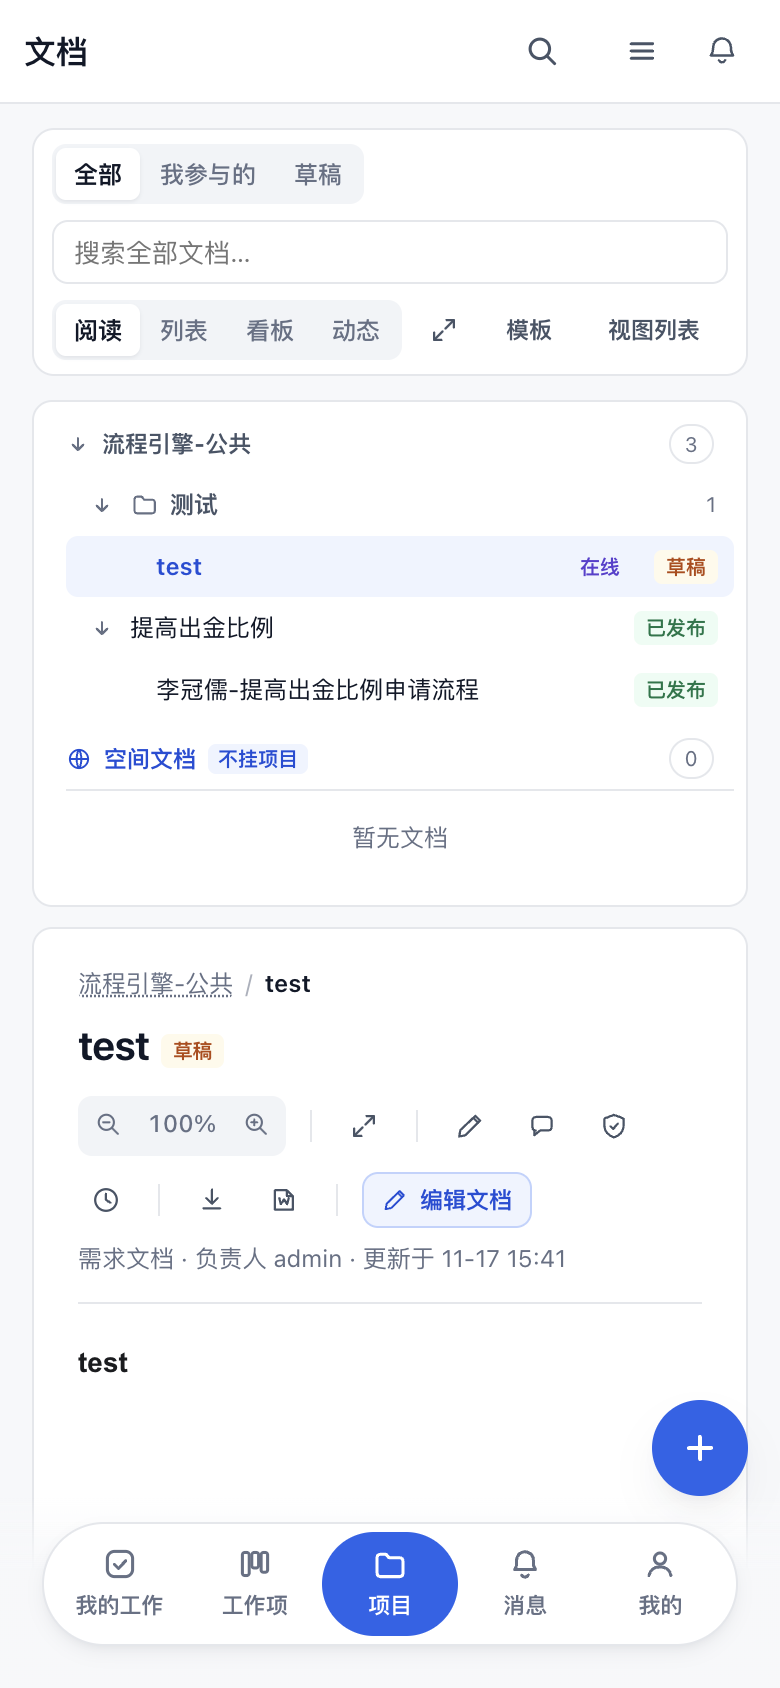 文档
全部 我参与的 草稿
搜索全部文档...
阅读 列表 看板 动态 模板 视图列表
流程引擎-公共 3
测试 1
test 在线 草稿
提高出金比例 已发布
李冠儒-提高出金比例申请流程 已发布
空间文档 不挂项目 0
暂无文档
流程引擎-公共 / test
test 草稿
100%
编辑文档
需求文档 · 负责人 admin · 更新于 11-17 15:41
test
我的工作 工作项 项目 消息 我的